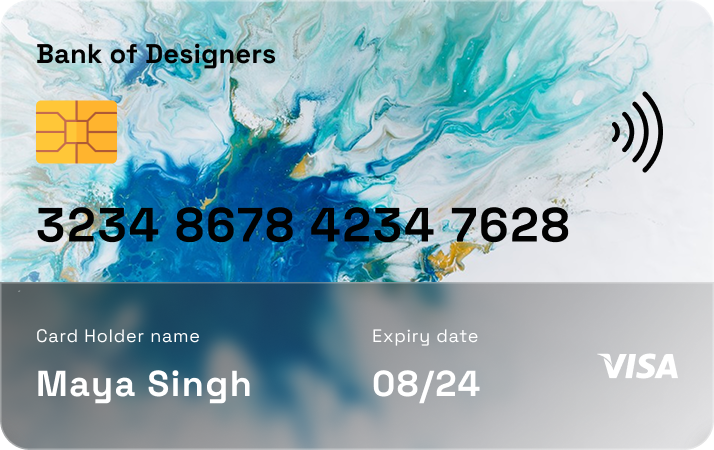 Bank of Designers
3234 8678 4234 7628
Card Holder name
Maya Singh
Expiry date
08/24
VISA